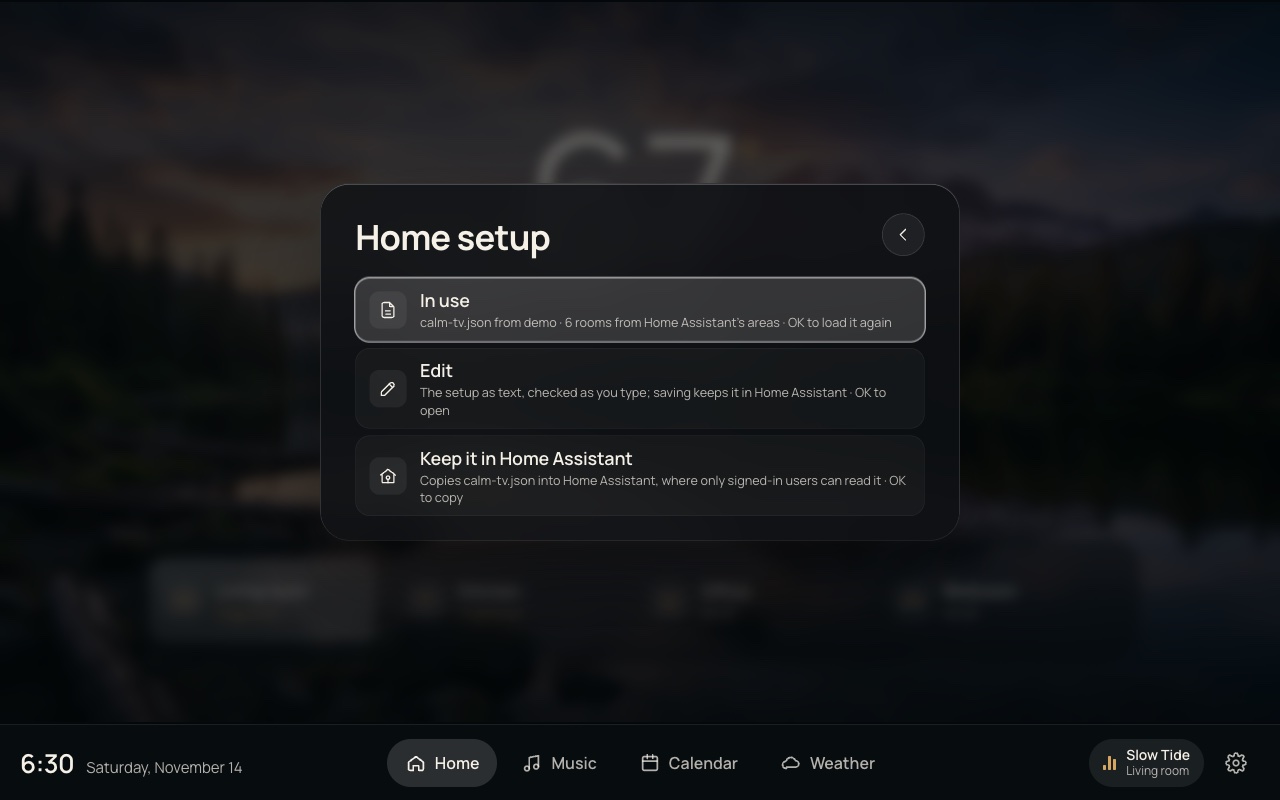 Home setup
In use
calm-tv.json from demo · 6 rooms from Home Assistant's areas · OK to load it again
Edit
The setup as text, checked as you type; saving keeps it in Home Assistant · OK to
open
Keep it in Home Assistant
Copies calm-tv.json into Home Assistant, where only signed-in users can read it · OK
to copy
6:30 Saturday, November 14
Home
Music
Calendar
Weather
Slow Tide
Living room